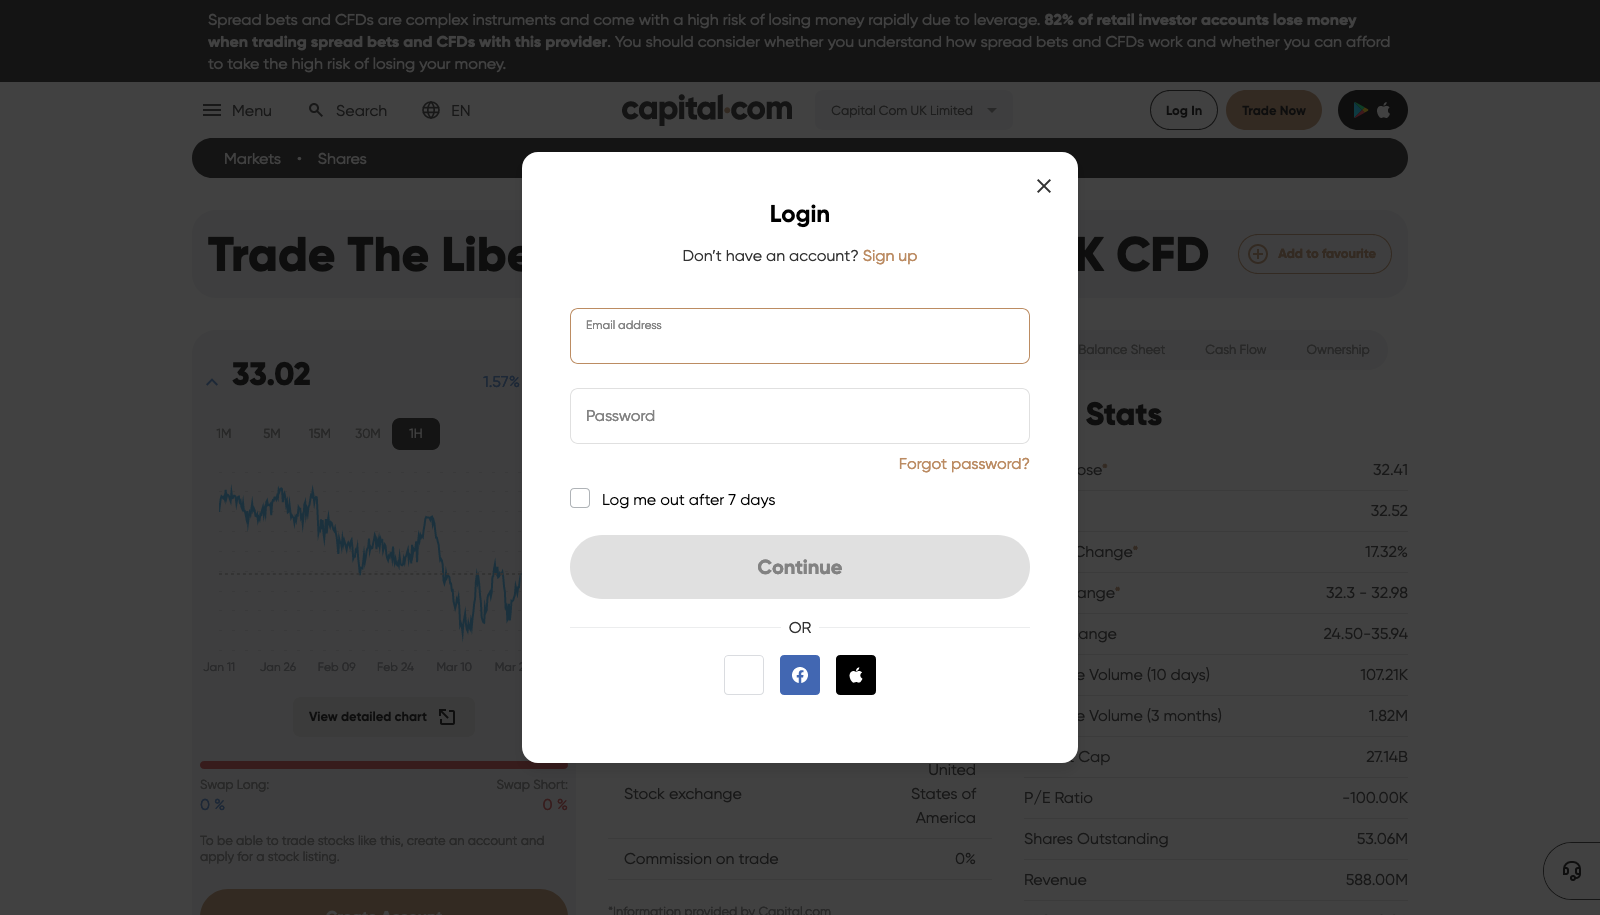 Spread bets and CFDs are complex instruments and come with a high risk of losing money rapidly due to leverage. 82% of retail investor accounts lose money
when trading spread bets and CFDs with this provider. You should consider whether you understand how spread bets and CFDs work and whether you can afford
to take the high risk of losing your money.
Menu
Search
EN
capital.com
Capital Com UK Limited
Log In
Trade Now
Markets • Shares
Trade The Libe
K CFD
Add to favourite
33.02
1.57%
1M 5M 15M 30M 1H
Jan 11 Jan 26 Feb 09 Feb 24 Mar 10 Mar
View detailed chart
Swap Long: Swap Short:
0 % 0 %
To be able to trade stocks like this, create an account and
apply for a stock listing.
Login
Don't have an account? Sign up
Email address
Password
Forgot password?
Log me out after 7 days
Continue
OR
United
Stock exchange States of
America
Commission on trade 0%
*Information provided by Capital.com
Balance Sheet Cash Flow Ownership
Stats
ose* 32.41
32.52
Change* 17.32%
ange* 32.3 - 32.98
ange 24.50-35.94
e Volume (10 days) 107.21K
e Volume (3 months) 1.82M
Cap 27.14B
P/E Ratio -100.00K
Shares Outstanding 53.06M
Revenue 588.00M